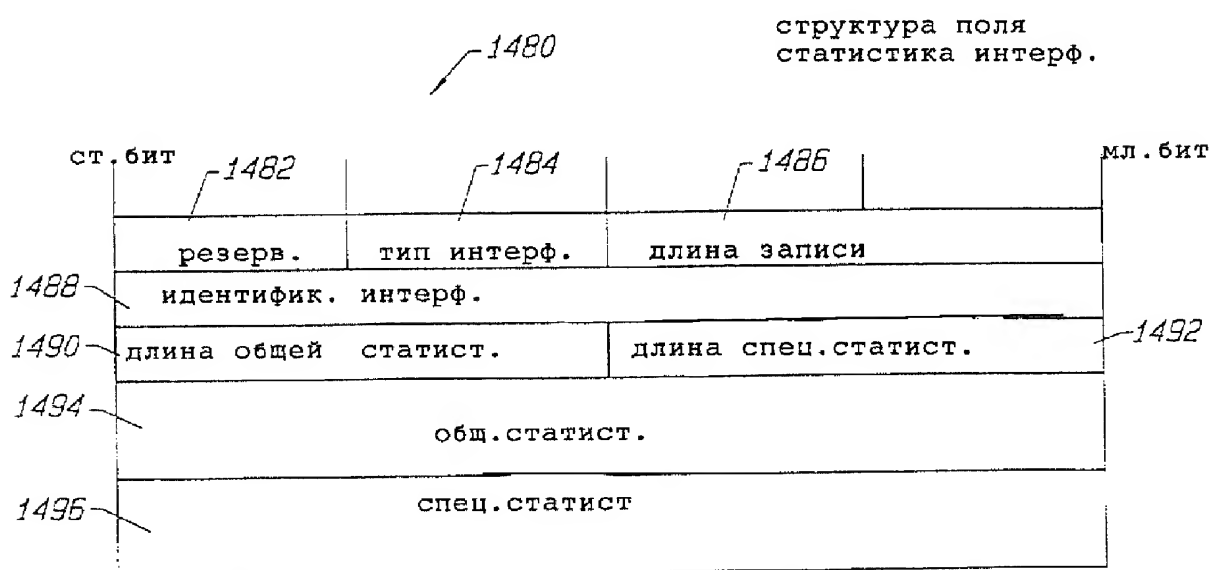 структура поля
статистика интерф.
1480
ст.бит
мл.бит
1482
1484
1486
резерв.
тип интерф.
длина записи
1488
идентифик. интерф.
1490
длина общей статист.
длина спец.статист.
1492
1494
общ.статист.
1496
спец.статист